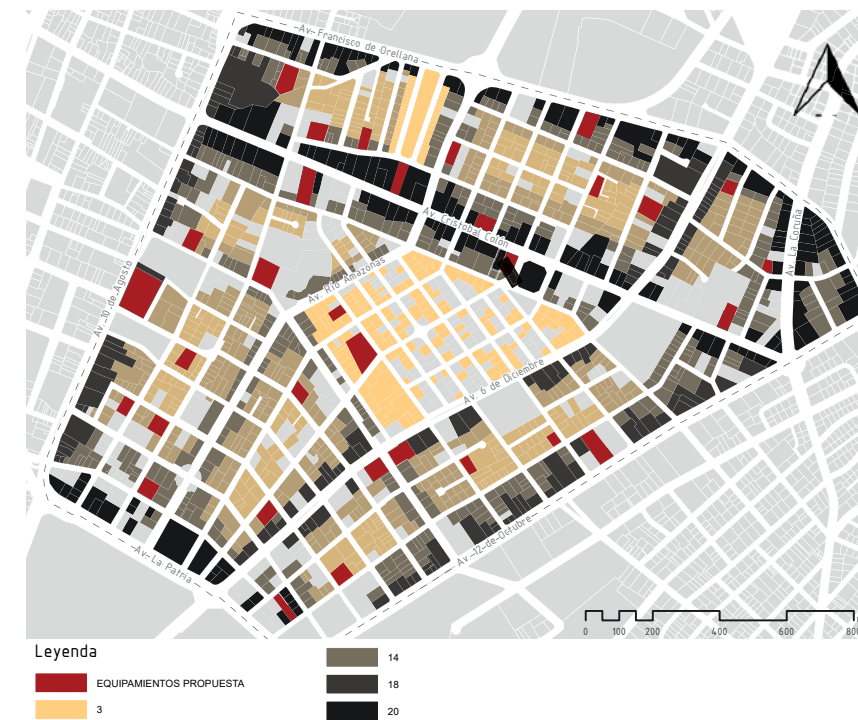 Av. Francisco de Orellana
Av. Cristobal Colón
Av. La Coruña
Av. Río Amazonas
Av. 10 de Agosto
Av. 6 de Diciembre
Av. 12 de Octubre
Av. La Patria
0 100 200 400 600 800
Leyenda
EQUIPAMIENTOS PROPUESTA
3
14
18
20